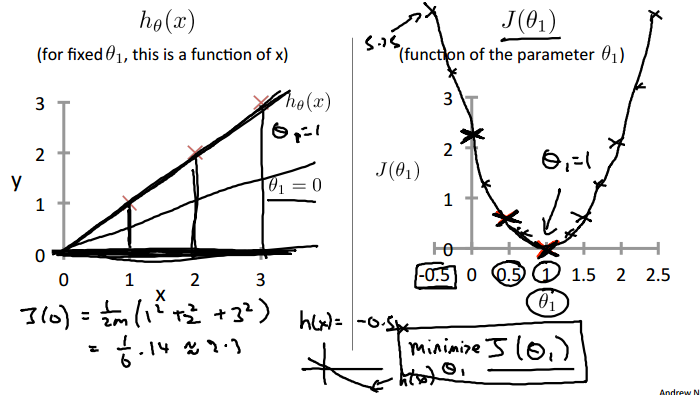 hθ(x)
(for fixed θ₁, this is a function of x)
3
2
1
0
y
0 1 2 3
x
hθ(x)
θ₁=1
θ₁ = 0
J(0) = 1/2m (1² + 2² + 3²)
= 1/6 · 14 ≈ 2.3
h(x) = -0.5x
h(x)
J(θ₁)
(function of the parameter θ₁)
5.25
3
2
1
0
J(θ₁)
θ₁=1
-0.5 0 0.5 1 1.5 2 2.5
θ₁
minimize J(θ₁)
θ₁
Andrew N